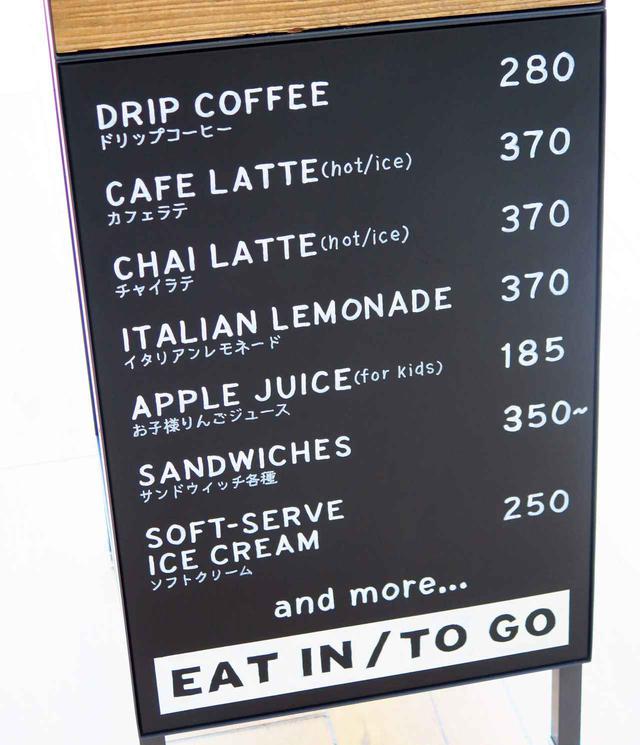 DRIP COFFEE 280
ドリップコーヒー
CAFE LATTE(hot/ice) 370
カフェラテ
CHAI LATTE(hot/ice) 370
チャイラテ
ITALIAN LEMONADE 370
イタリアンレモネード
APPLE JUICE(for kids) 185
お子様りんごジュース
SANDWICHES 350~
サンドウィッチ各種
SOFT-SERVE 250
ICE CREAM
ソフトクリーム
and more...
EAT IN/TO GO